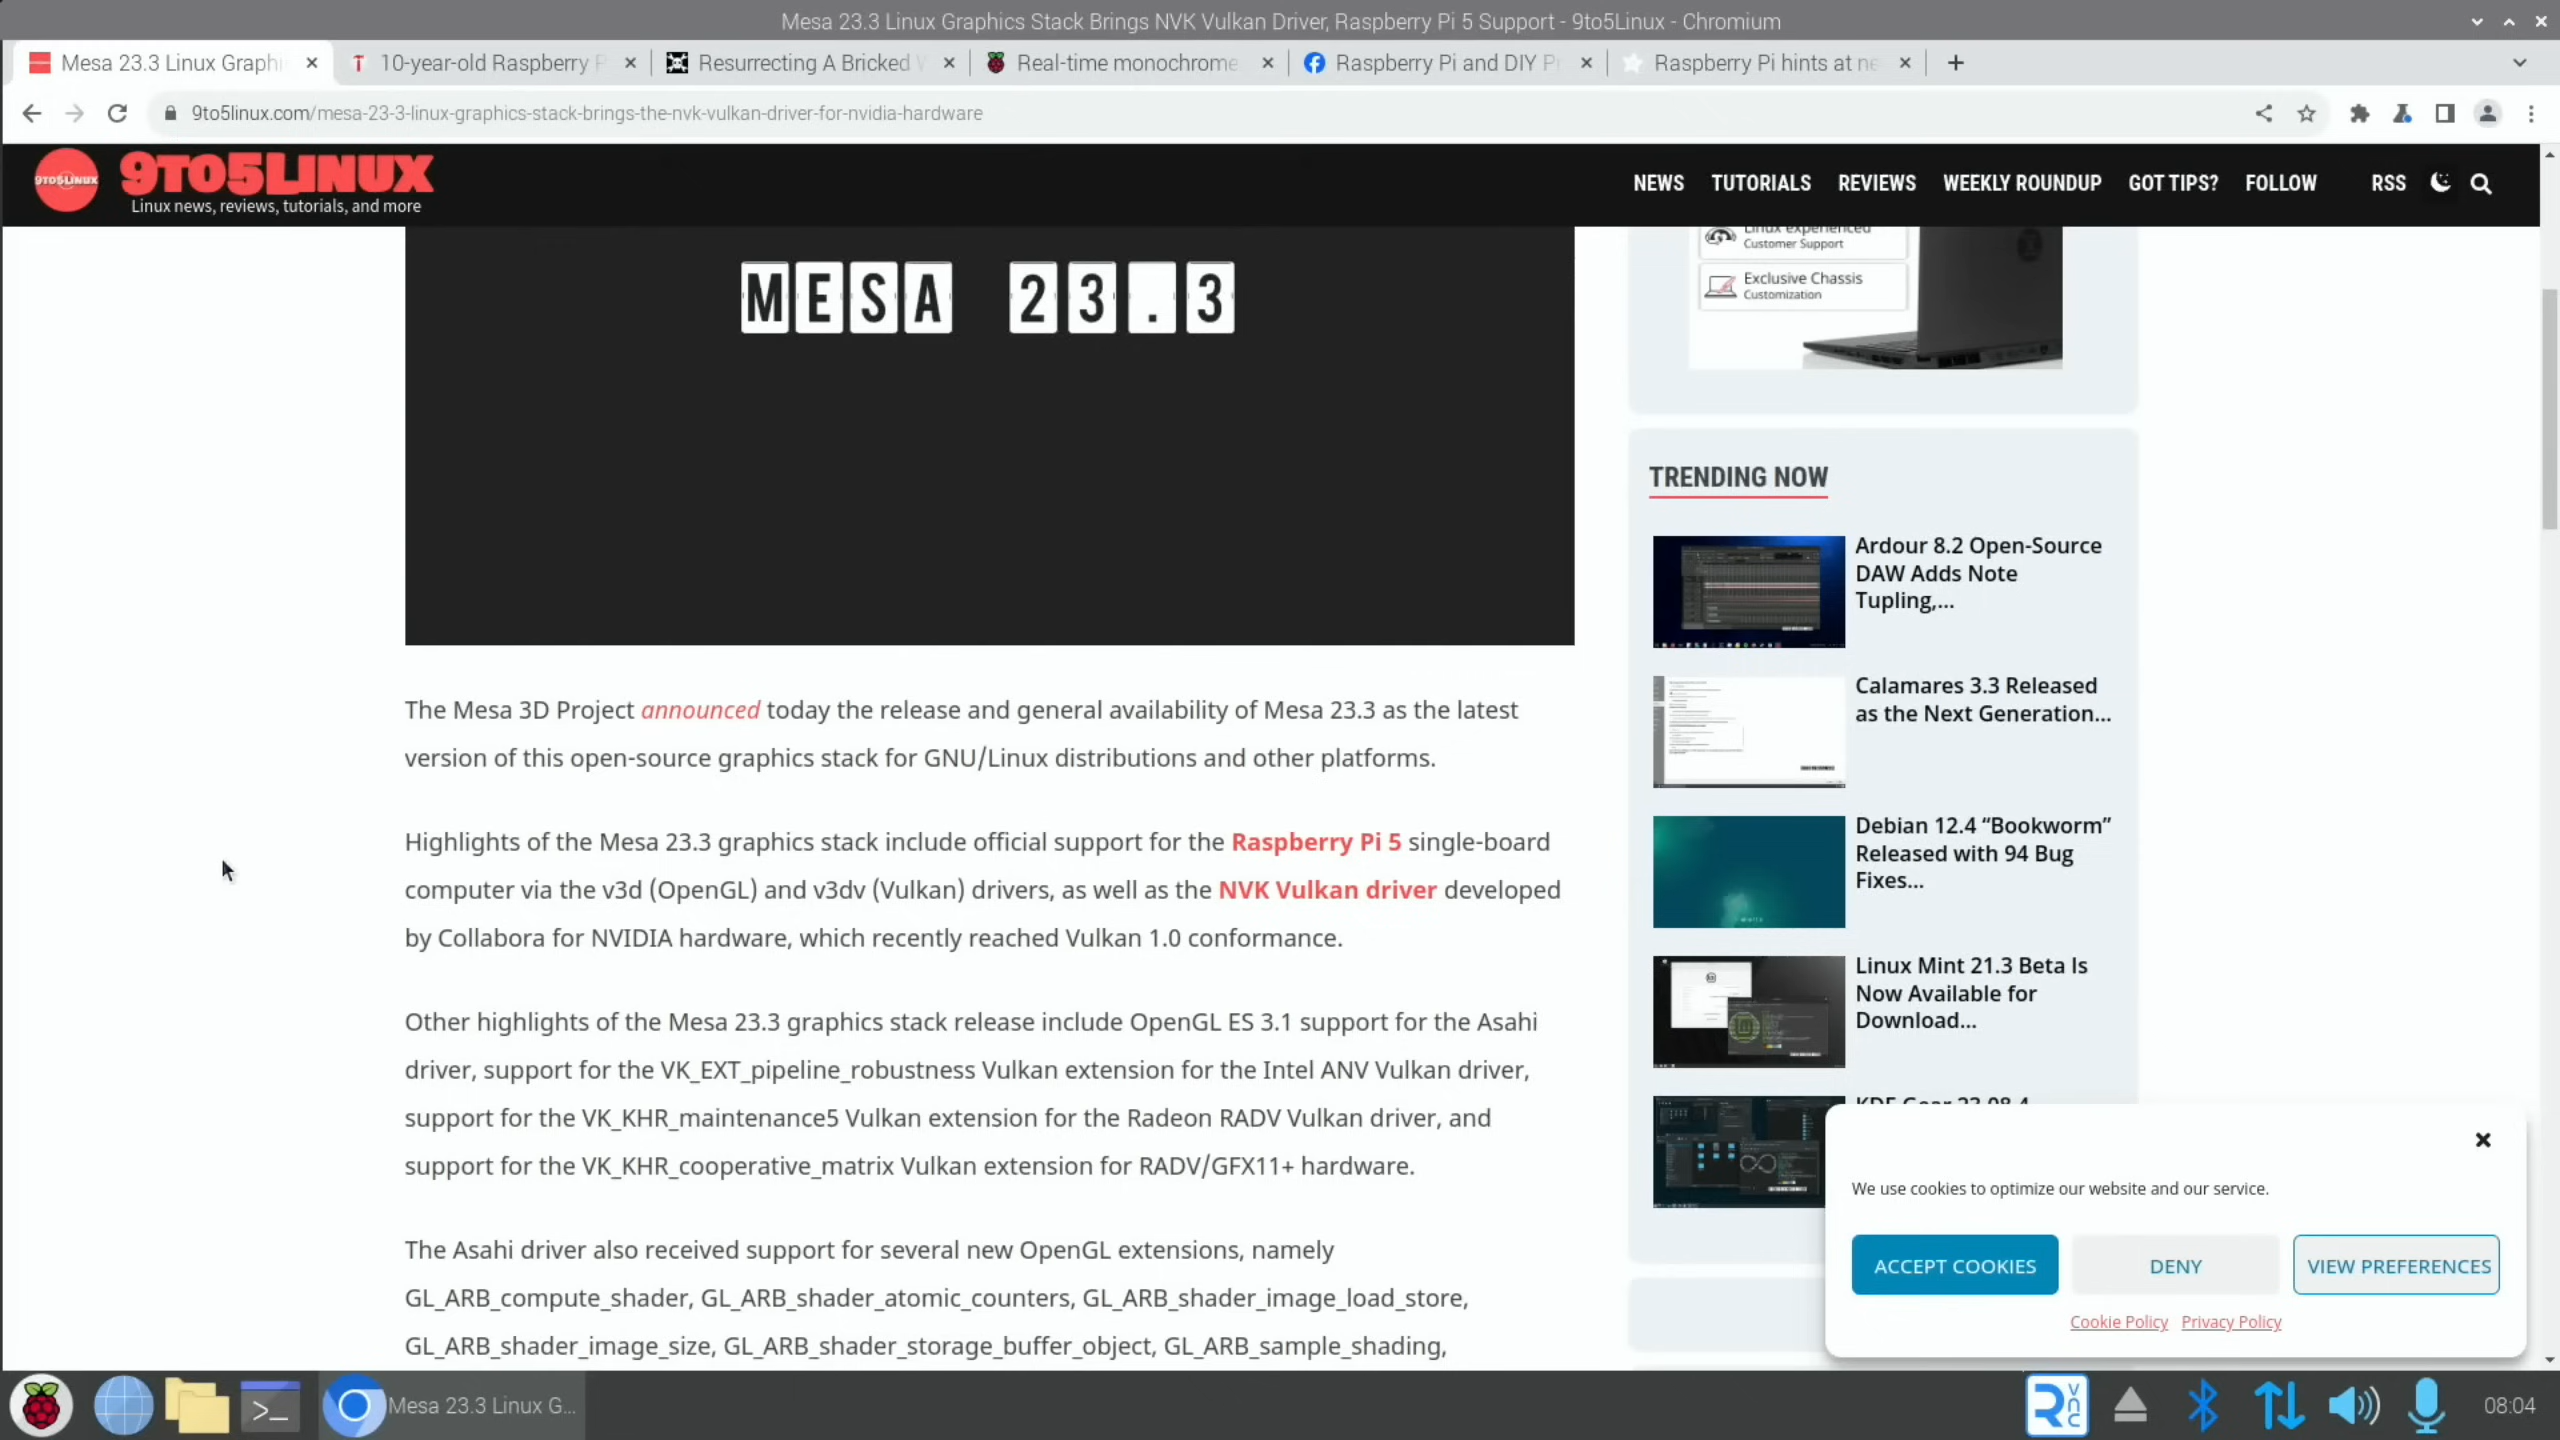 Mesa 23.3 Linux Graphics Stack Brings NVK Vulkan Driver, Raspberry Pi 5 Support - 9to5Linux - Chromium
Mesa 23.3 Linux Graphi
10-year-old Raspberry P
Resurrecting A Bricked
Real-time monochrome
Raspberry Pi and DIY Pr
Raspberry Pi hints at ne
9to5linux.com/mesa-23-3-linux-graphics-stack-brings-the-nvk-vulkan-driver-for-nvidia-hardware
9TO5LINUX
9TO5LINUX
Linux news, reviews, tutorials, and more
NEWS TUTORIALS REVIEWS WEEKLY ROUNDUP GOT TIPS? FOLLOW RSS
MESA 23.3
Linux experienced
Customer Support
Exclusive Chassis
Customization
The Mesa 3D Project announced today the release and general availability of Mesa 23.3 as the latest
version of this open-source graphics stack for GNU/Linux distributions and other platforms.
Highlights of the Mesa 23.3 graphics stack include official support for the Raspberry Pi 5 single-board
computer via the v3d (OpenGL) and v3dv (Vulkan) drivers, as well as the NVK Vulkan driver developed
by Collabora for NVIDIA hardware, which recently reached Vulkan 1.0 conformance.
Other highlights of the Mesa 23.3 graphics stack release include OpenGL ES 3.1 support for the Asahi
driver, support for the VK_EXT_pipeline_robustness Vulkan extension for the Intel ANV Vulkan driver,
support for the VK_KHR_maintenance5 Vulkan extension for the Radeon RADV Vulkan driver, and
support for the VK_KHR_cooperative_matrix Vulkan extension for RADV/GFX11+ hardware.
The Asahi driver also received support for several new OpenGL extensions, namely
GL_ARB_compute_shader, GL_ARB_shader_atomic_counters, GL_ARB_shader_image_load_store,
GL_ARB_shader_image_size, GL_ARB_shader_storage_buffer_object, GL_ARB_sample_shading,
TRENDING NOW
Ardour 8.2 Open-Source
DAW Adds Note
Tupling,...
Calamares 3.3 Released
as the Next Generation...
Debian 12.4 “Bookworm”
Released with 94 Bug
Fixes...
Linux Mint 21.3 Beta Is
Now Available for
Download...
KDE Gear 23.08.4
We use cookies to optimize our website and our service.
ACCEPT COOKIES
DENY
VIEW PREFERENCES
Cookie Policy Privacy Policy
Mesa 23.3 Linux G...
08:04